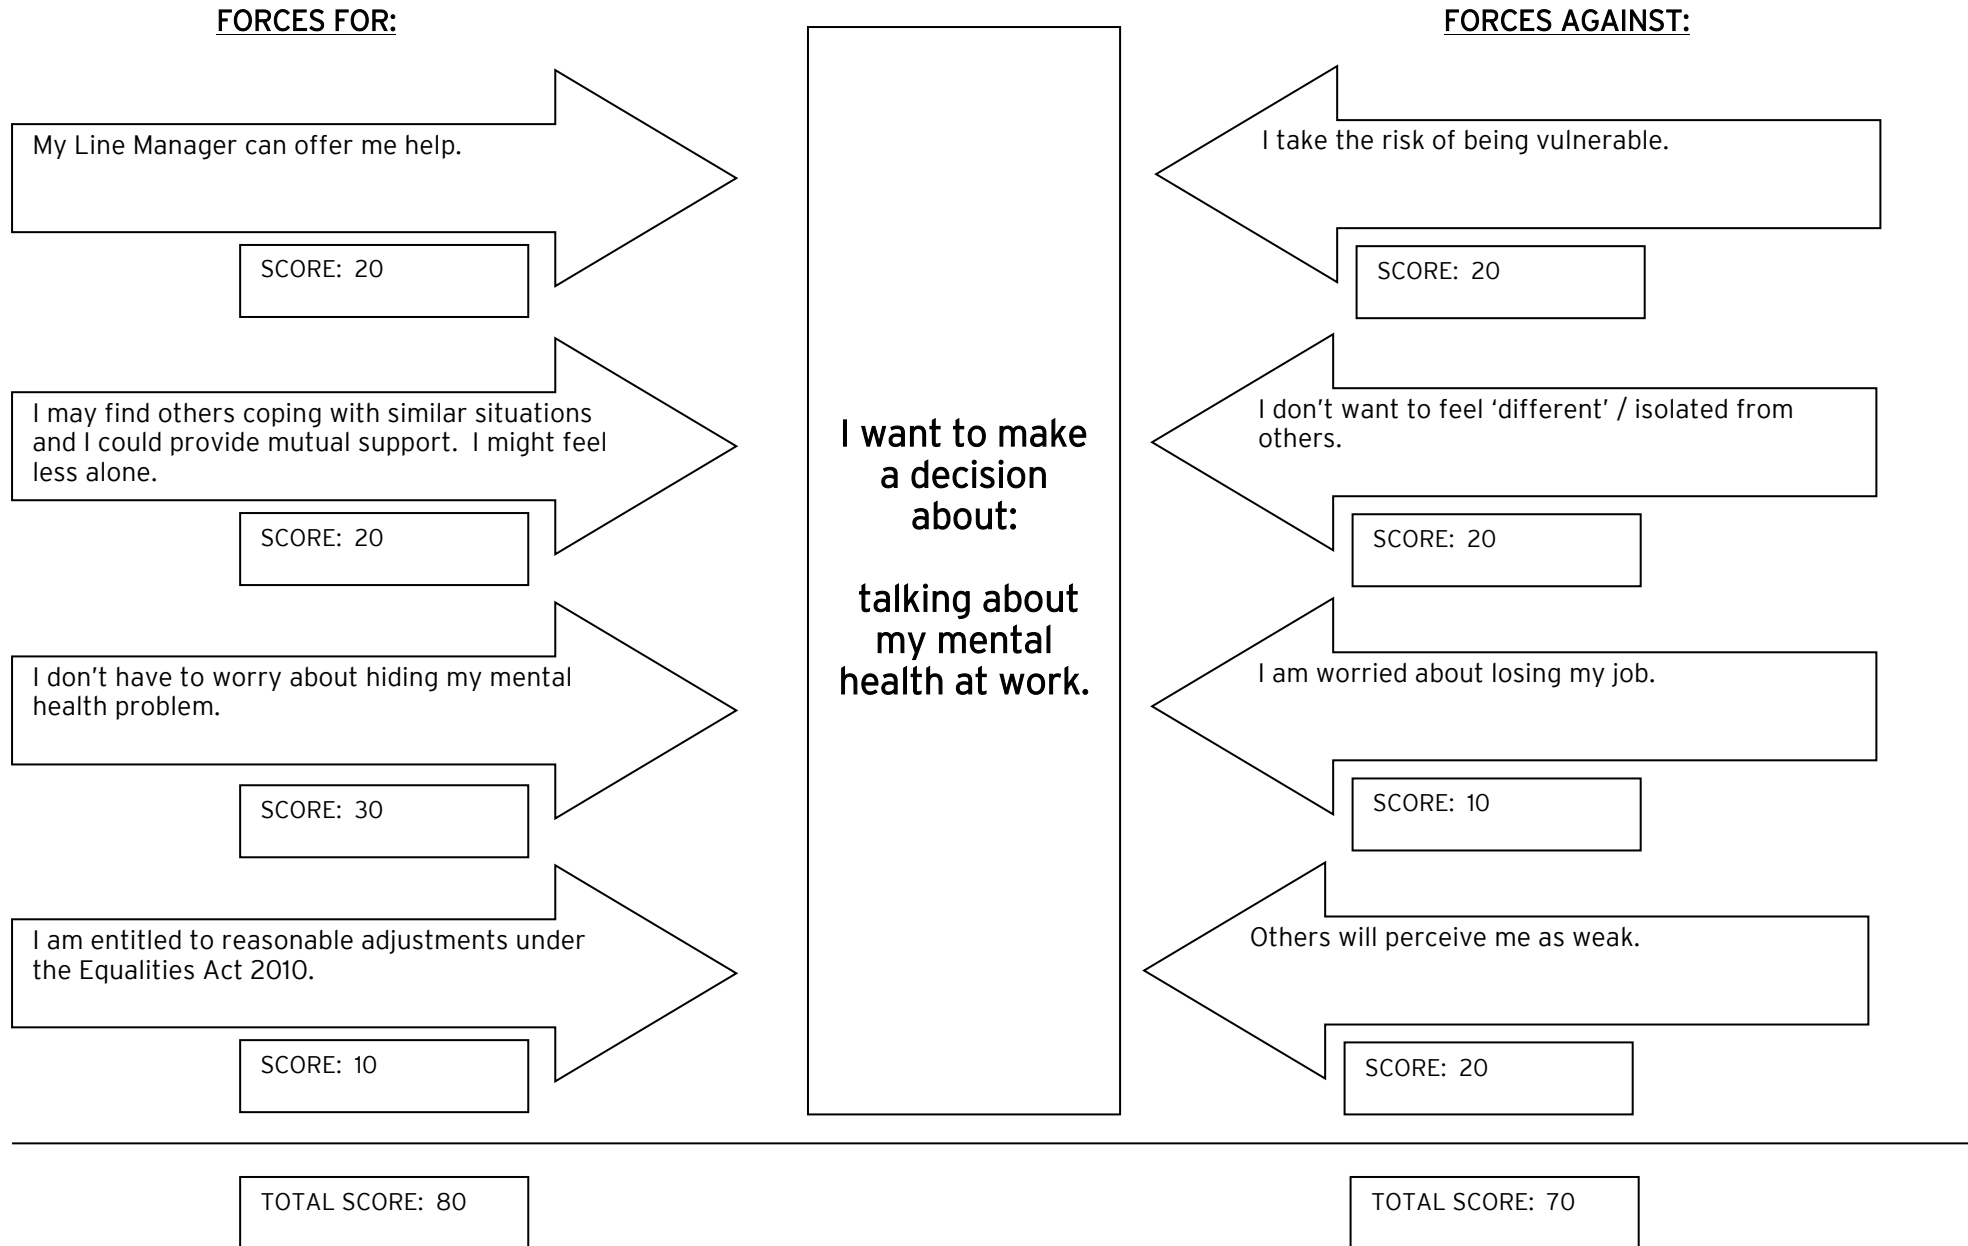 FORCES FOR:
My Line Manager can offer me help.
SCORE: 20
I may find others coping with similar situations
and I could provide mutual support. I might feel
less alone.
SCORE: 20
I don't have to worry about hiding my mental
health problem.
SCORE: 30
I am entitled to reasonable adjustments under
the Equalities Act 2010.
SCORE: 10
TOTAL SCORE: 80
I want to make
a decision
about:
talking about
my mental
health at work.
FORCES AGAINST:
I take the risk of being vulnerable.
SCORE: 20
I don't want to feel ‘different’ / isolated from
others.
SCORE: 20
I am worried about losing my job.
SCORE: 10
Others will perceive me as weak.
SCORE: 20
TOTAL SCORE: 70